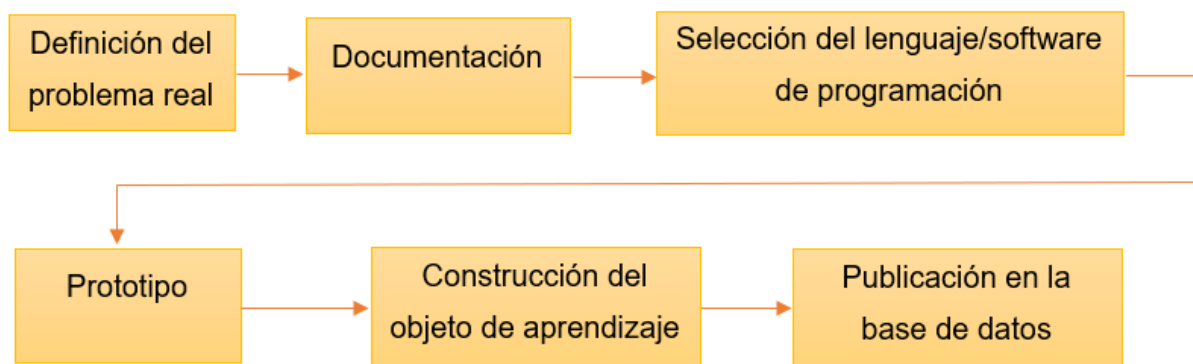 Definición del
problema real
Documentación
Selección del lenguaje/software
de programación
Prototipo
Construcción del
objeto de aprendizaje
Publicación en la
base de datos